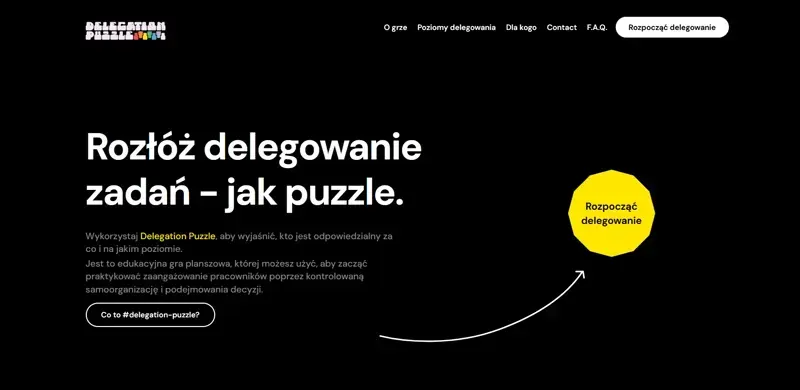 DELEGATION
PUZZLE
O grze Poziomy delegowania Dla kogo Contact F.A.Q. Rozpocząć delegowanie
Rozłóż delegowanie
zadań - jak puzzle.
Wykorzystaj Delegation Puzzle, aby wyjaśnić, kto jest odpowiedzialny za
co i na jakim poziomie.
Jest to edukacyjna gra planszowa, której możesz użyć, aby zacząć
praktykować zaangażowanie pracowników poprzez kontrolowaną
samoorganizację i podejmowania decyzji.
Co to #delegation-puzzle?
Rozpocząć
delegowanie